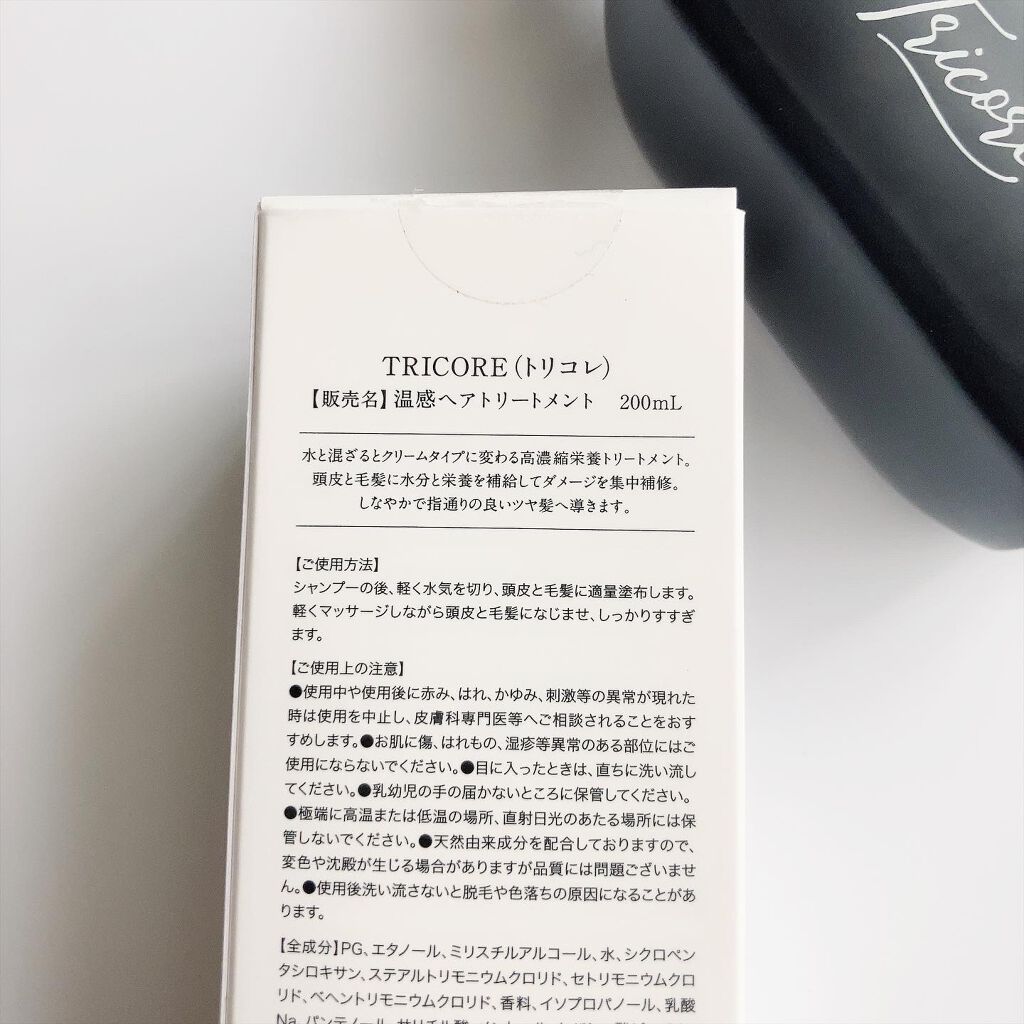 Tricore
TRICORE(トリコレ)
【販売名】温感ヘアトリートメント 200mL
水と混ざるとクリームタイプに変わる高濃縮栄養トリートメント。
頭皮と毛髪に水分と栄養を補給してダメージを集中補修。
しなやかで指通りの良いツヤ髪へ導きます。
【ご使用方法】
シャンプーの後、軽く水気を切り、頭皮と毛髪に適量塗布します。
軽くマッサージしながら頭皮と毛髪になじませ、しっかりすすぎ
ます。
【ご使用上の注意】
●使用中や使用後に赤み、はれ、かゆみ、刺激等の異常が現れた
時は使用を中止し、皮膚科専門医等へご相談されることをおす
すめします。●お肌に傷、はれもの、湿疹等異常のある部位にはご
使用にならないでください。●目に入ったときは、直ちに洗い流し
てください。●乳幼児の手の届かないところに保管してください。
●極端に高温または低温の場所、直射日光のあたる場所には保
管しないでください。●天然由来成分を配合しておりますので、
変色や沈殿が生じる場合がありますが品質には問題ございませ
ん。●使用後洗い流さないと脱毛や色落ちの原因になることがあ
ります。
【全成分】PG、エタノール、ミリスチルアルコール、水、シクロペン
タシロキサン、ステアルトリモニウムクロリド、セトリモニウムクロ
リド、ベヘントリモニウムクロリド、香料、イソプロパノール、乳酸
Na、パンテノール、サリチル酸、